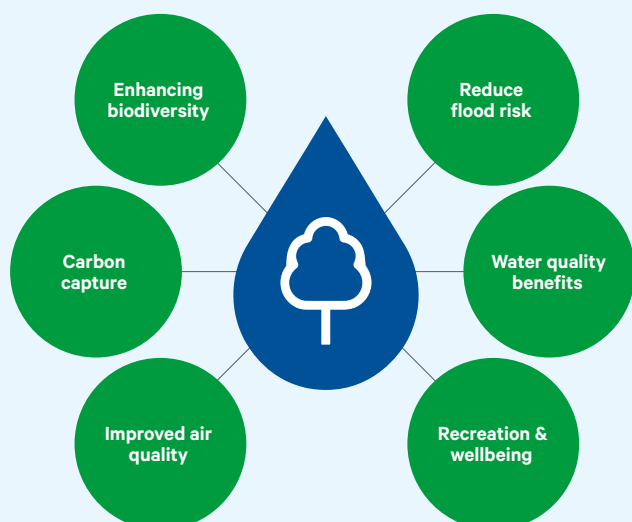 Enhancing
biodiversity
Reduce
flood risk
Carbon
capture
Water quality
benefits
Improved air
quality
Recreation &
wellbeing